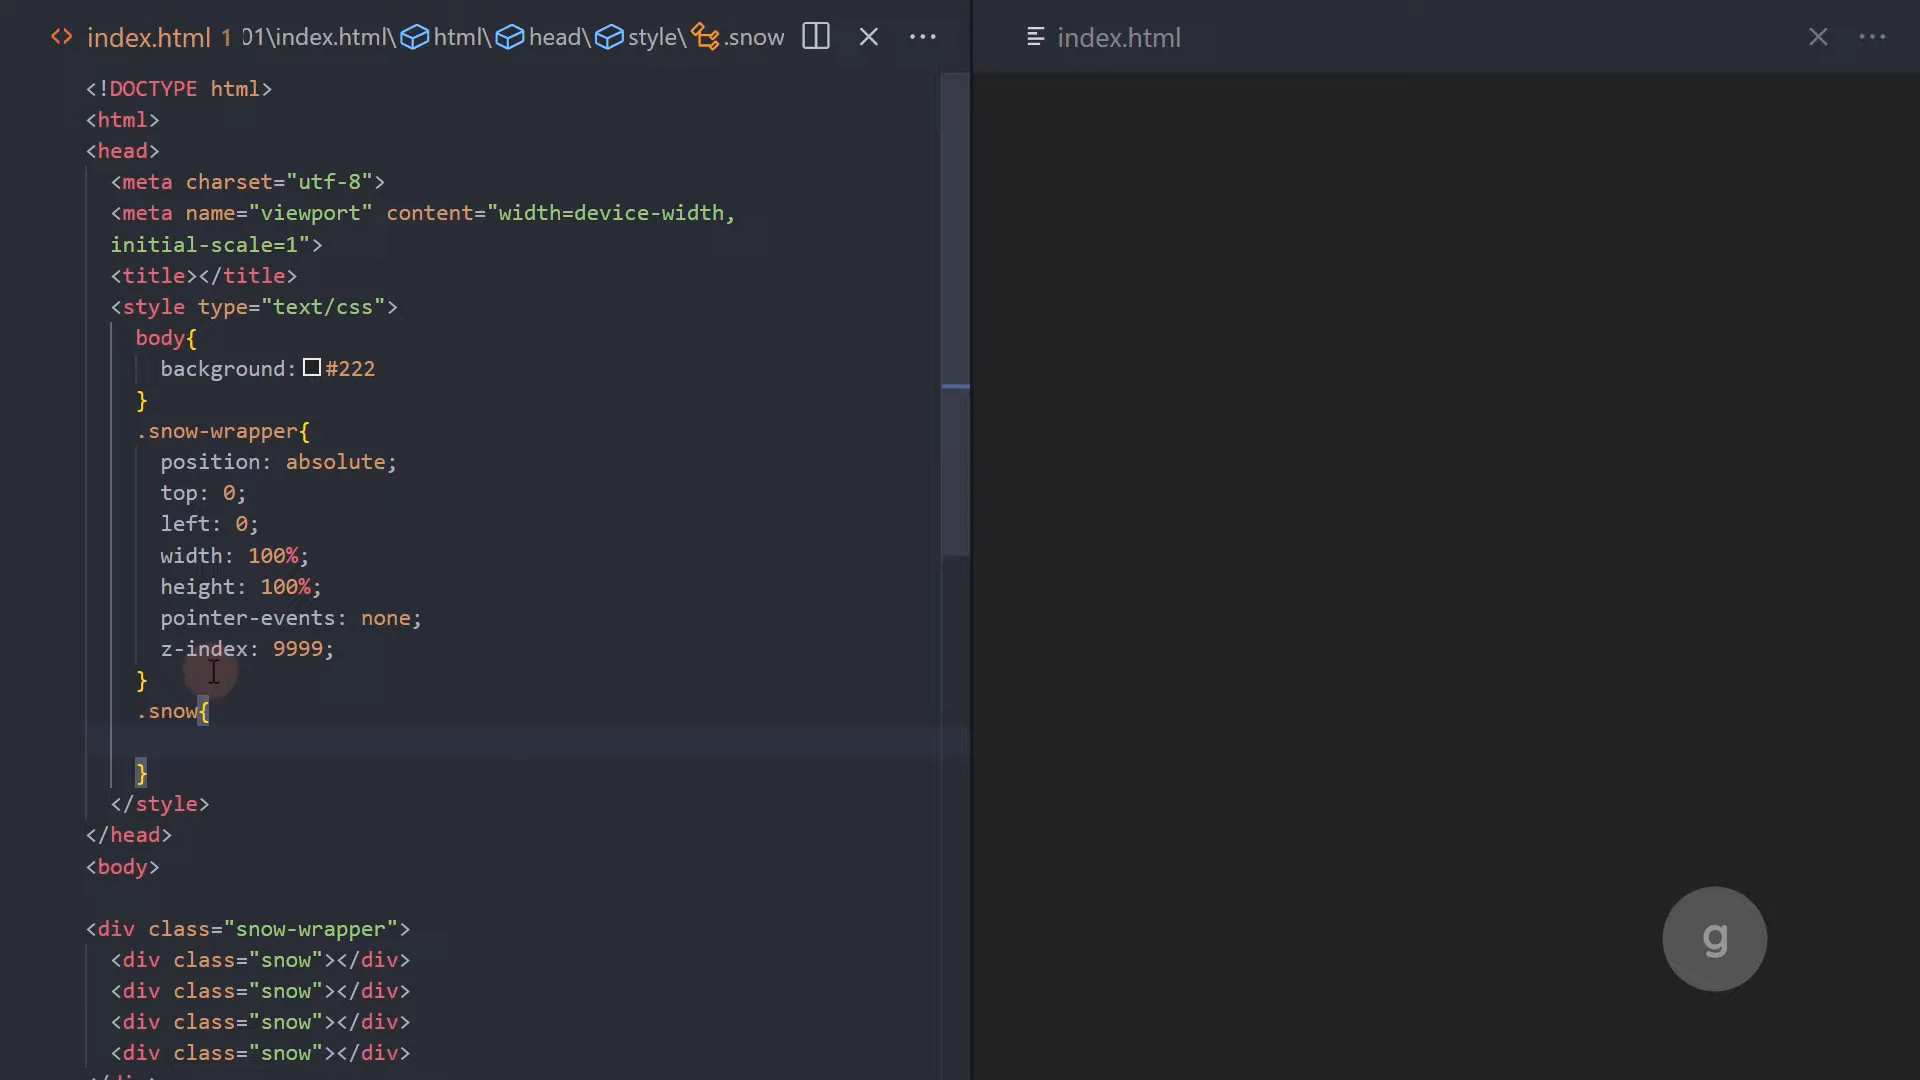 index.html 1 01\index.html\html\head\style\.snow
index.html
<!DOCTYPE html>
<html>
<head>
<meta charset="utf-8">
<meta name="viewport" content="width=device-width,
initial-scale=1">
<title></title>
<style type="text/css">
body{
background: #222
}
.snow-wrapper{
position: absolute;
top: 0;
left: 0;
width: 100%;
height: 100%;
pointer-events: none;
z-index: 9999;
}
.snow{
}
</style>
</head>
<body>
<div class="snow-wrapper">
<div class="snow"></div>
<div class="snow"></div>
<div class="snow"></div>
<div class="snow"></div>
g